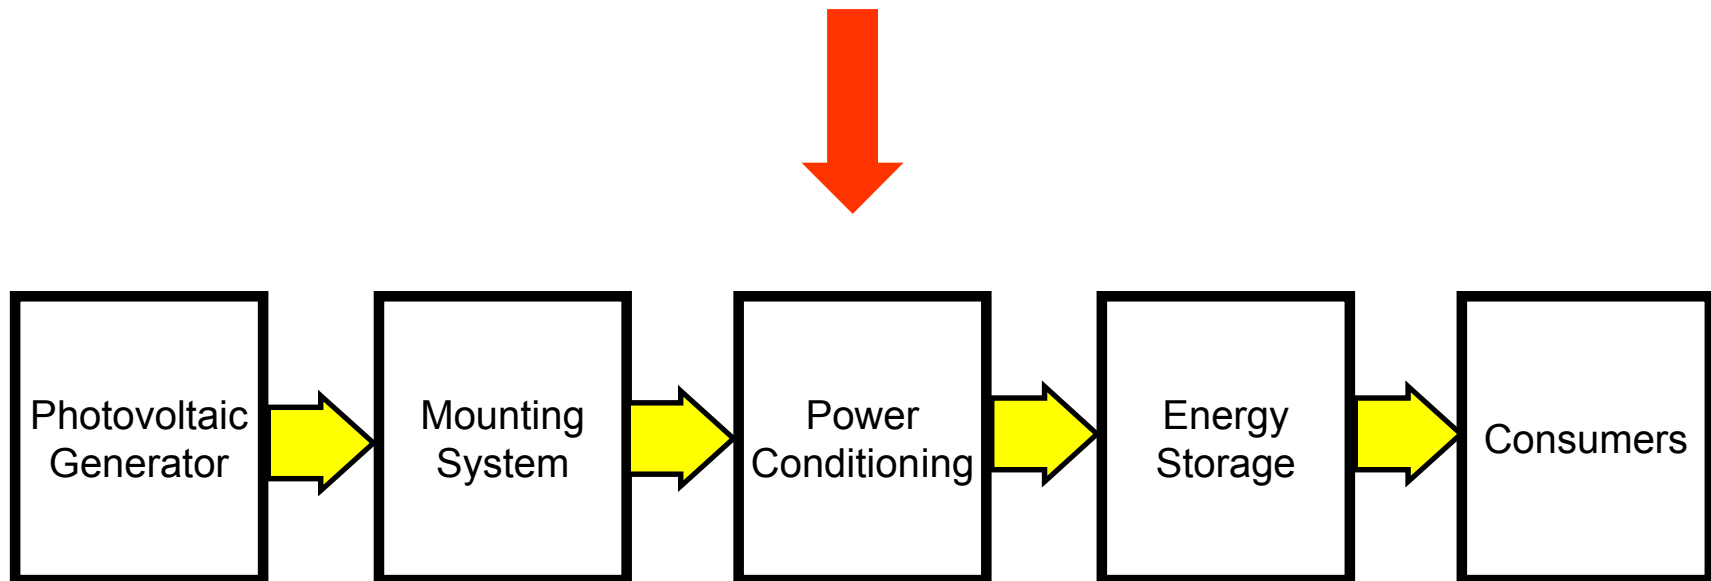 Photovoltaic
Generator
Mounting
System
Power
Conditioning
Energy
Storage
Consumers